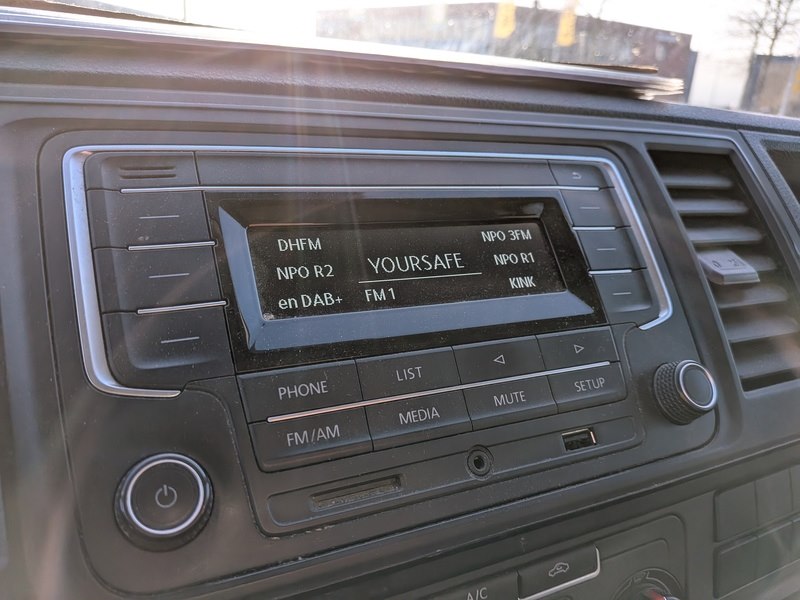 DHFM
NPO R2
en DAB+
YOURSAFE
FM 1
NPO 3FM
NPO R1
KINK
PHONE
LIST
FM/AM
MEDIA
MUTE
SETUP
A/C